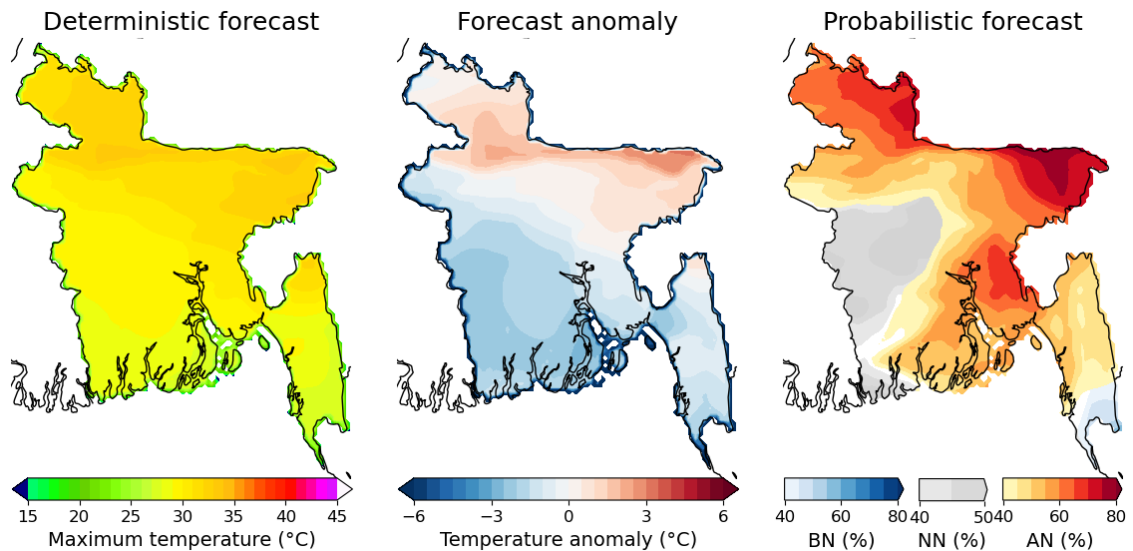 Deterministic forecast
Forecast anomaly
Probabilistic forecast
15 20 25 30 35 40 45
Maximum temperature (°C)
−6 −3 0 3 6
Temperature anomaly (°C)
40 60 80
BN (%)
40 50
NN (%)
40 60 80
AN (%)